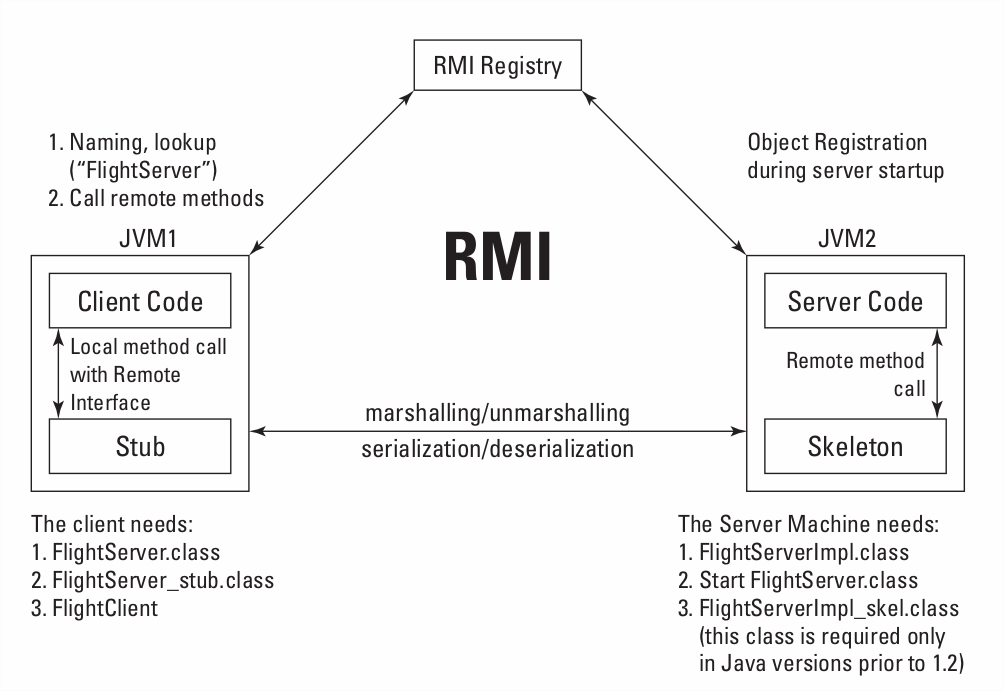 RMI Registry
1. Naming, lookup
(“FlightServer”)
2. Call remote methods
Object Registration
during server startup
RMI
JVM1
Client Code
Local method call
with Remote
Interface
Stub
marshalling/unmarshalling
serialization/deserialization
JVM2
Server Code
Remote method
call
Skeleton
The client needs:
1. FlightServer.class
2. FlightServer_stub.class
3. FlightClient
The Server Machine needs:
1. FlightServerImpl.class
2. Start FlightServer.class
3. FlightServerImpl_skel.class
(this class is required only
in Java versions prior to 1.2)